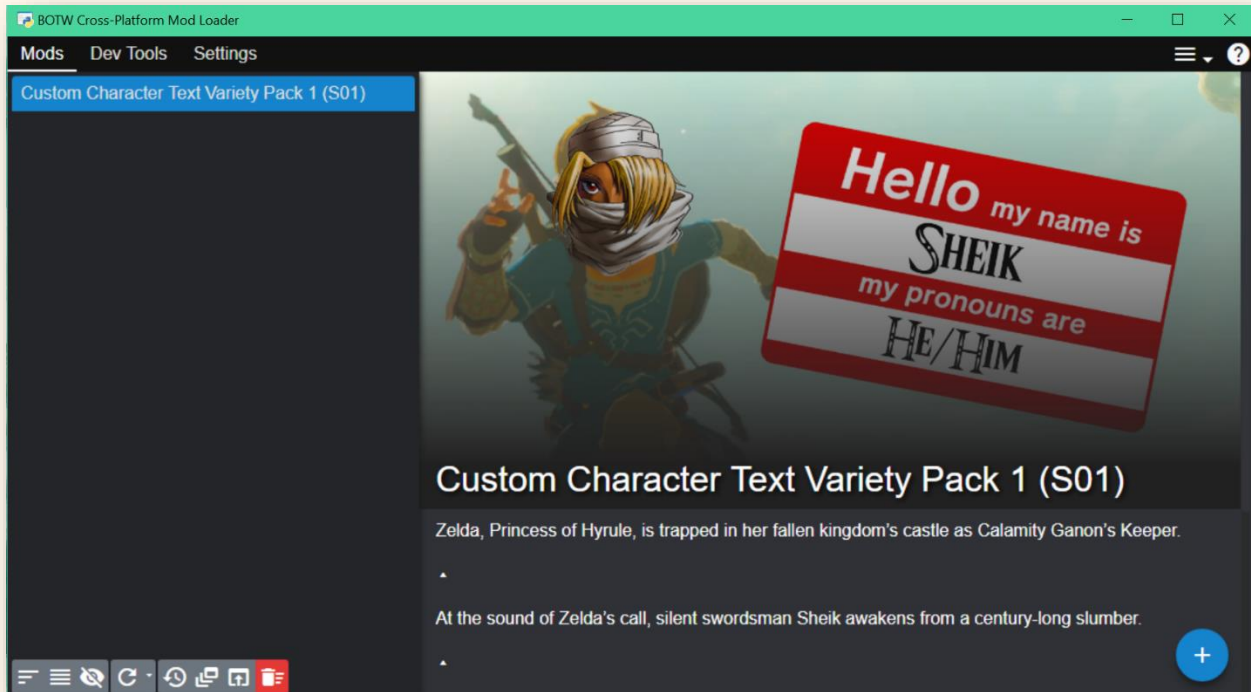 BOTW Cross-Platform Mod Loader
Mods Dev Tools Settings
Custom Character Text Variety Pack 1 (S01)
Hello my name is
SHEIK
my pronouns are
HE/HIM
Custom Character Text Variety Pack 1 (S01)
Zelda, Princess of Hyrule, is trapped in her fallen kingdom’s castle as Calamity Ganon’s Keeper.
At the sound of Zelda’s call, silent swordsman Sheik awakens from a century-long slumber.